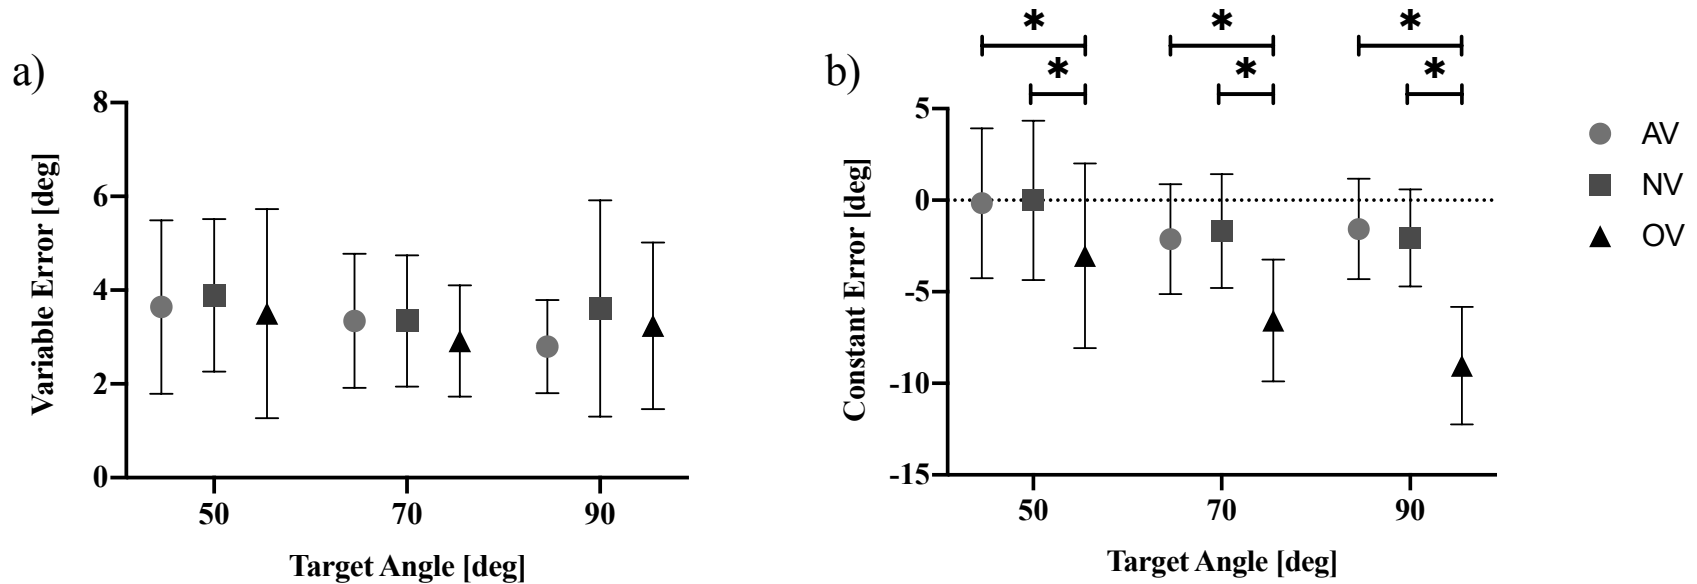 a)
8
6
4
2
0
Variable Error [deg]
50 70 90
Target Angle [deg]
b)
* * *
* * *
5
0
-5
-10
-15
Constant Error [deg]
50 70 90
Target Angle [deg]
AV
NV
OV